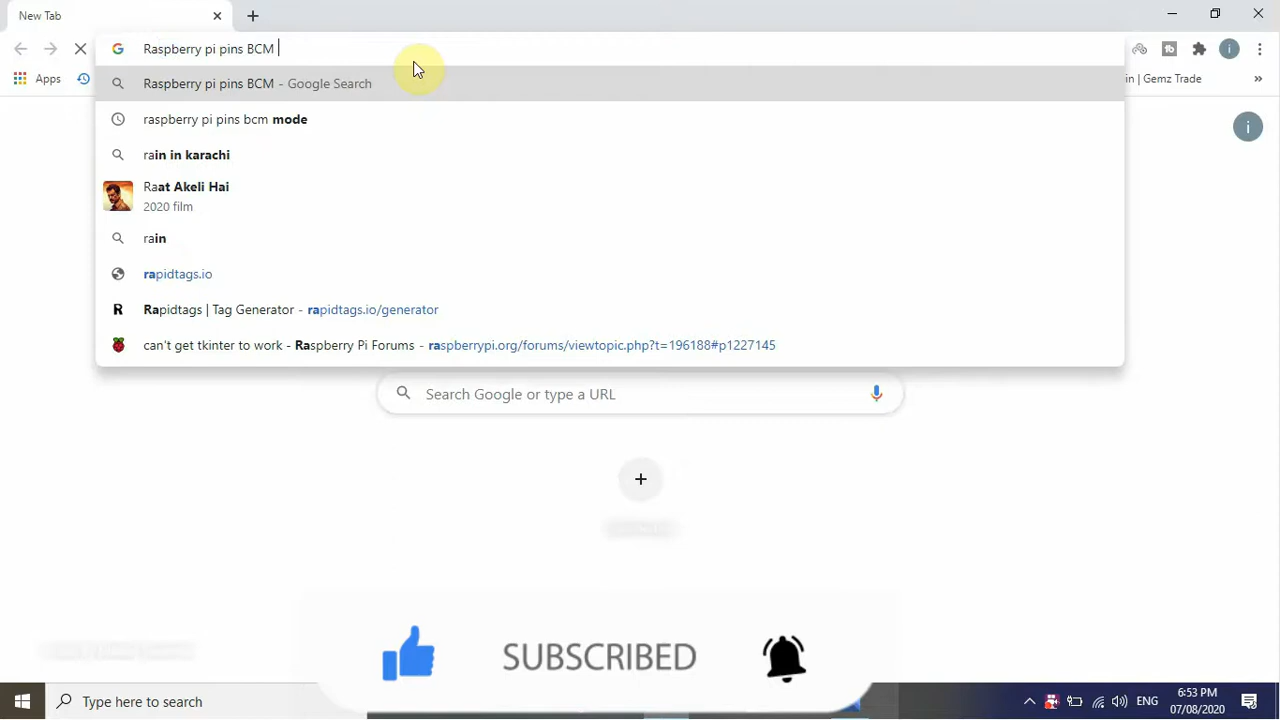 New Tab
Raspberry pi pins BCM
Apps
in | Gemz Trade
Raspberry pi pins BCM - Google Search
raspberry pi pins bcm mode
rain in karachi
Raat Akeli Hai
2020 film
rain
rapidtags.io
Rapidtags | Tag Generator - rapidtags.io/generator
can't get tkinter to work - Raspberry Pi Forums - raspberrypi.org/forums/viewtopic.php?t=196188#p1227145
Search Google or type a URL
SUBSCRIBED
Type here to search
ENG
6:53 PM
07/08/2020